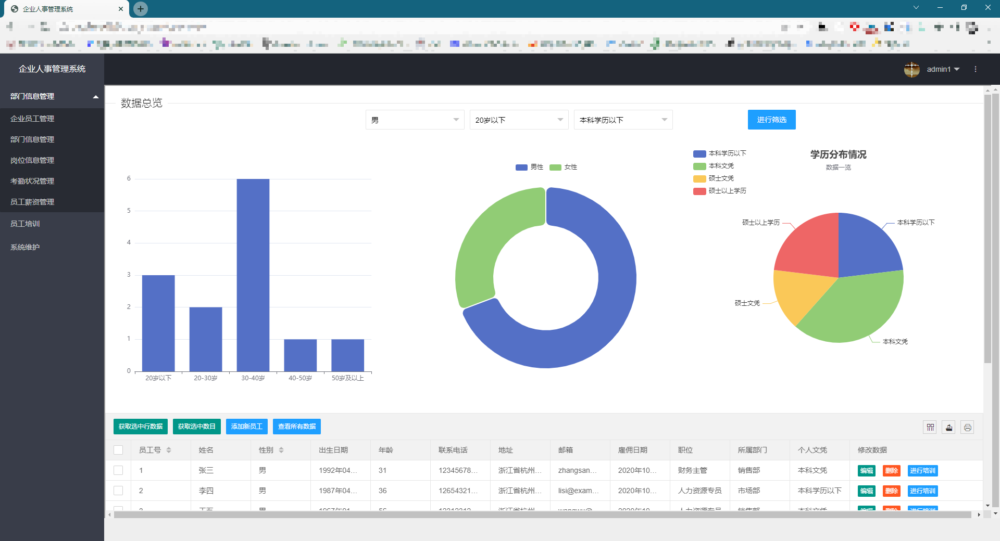 企业人事管理系统
企业人事管理系统
admin1
部门信息管理
企业员工管理
部门信息管理
岗位信息管理
考勤状况管理
员工薪资管理
员工培训
系统维护
数据总览
男 20岁以下 本科学历以下 进行筛选
6
5
4
3
2
1
0
20岁以下 20-30岁 30-40岁 40-50岁 50岁及以上
男性 女性
学历分布情况
数据一览
本科学历以下
本科文凭
硕士文凭
硕士以上学历
硕士以上学历
本科学历以下
硕士文凭
本科文凭
获取选中行数据 获取选中数目 添加新员工 查看所有数据
员工号 姓名 性别 出生日期 年龄 联系电话 地址 邮箱 雇佣日期 职位 所属部门 个人文凭 修改数据
1 张三 男 1992年04... 31 12345678... 浙江省杭州... zhangsan... 2020年10... 财务主管 销售部 本科文凭 编辑 删除 进行培训
2 李四 男 1987年04... 36 12654321... 浙江省杭州... lisi@exam... 2020年10... 人力资源专员 市场部 本科学历以下 编辑 删除 进行培训